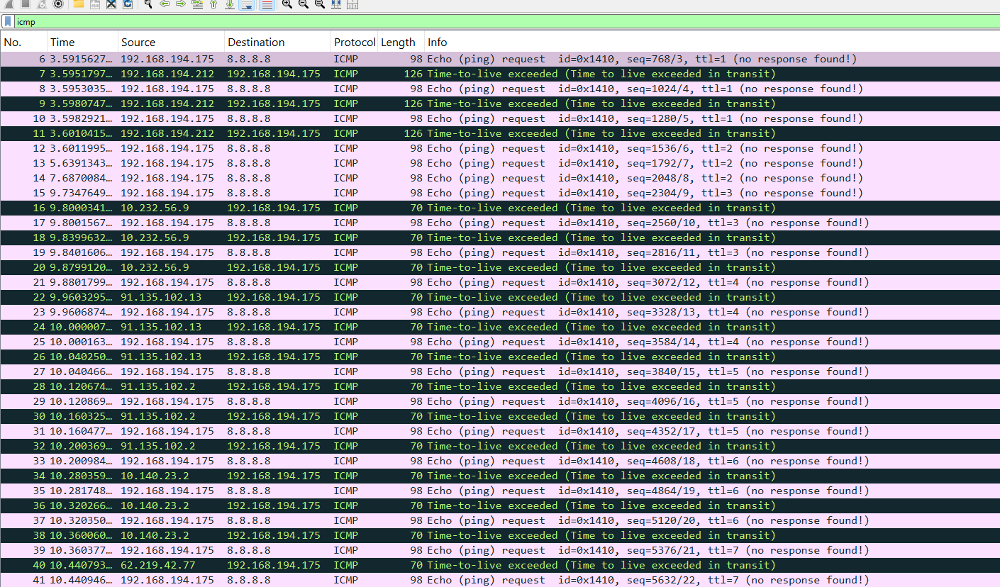 icmp
No. Time Source Destination Protocol Length Info
6 3.5915627… 192.168.194.175 8.8.8.8 ICMP 98 Echo (ping) request id=0x1410, seq=768/3, ttl=1 (no response found!)
7 3.5951797… 192.168.194.212 192.168.194.175 ICMP 126 Time-to-live exceeded (Time to live exceeded in transit)
8 3.5953035… 192.168.194.175 8.8.8.8 ICMP 98 Echo (ping) request id=0x1410, seq=1024/4, ttl=1 (no response found!)
9 3.5980747… 192.168.194.212 192.168.194.175 ICMP 126 Time-to-live exceeded (Time to live exceeded in transit)
10 3.5982921… 192.168.194.175 8.8.8.8 ICMP 98 Echo (ping) request id=0x1410, seq=1280/5, ttl=1 (no response found!)
11 3.6010415… 192.168.194.212 192.168.194.175 ICMP 126 Time-to-live exceeded (Time to live exceeded in transit)
12 3.6011995… 192.168.194.175 8.8.8.8 ICMP 98 Echo (ping) request id=0x1410, seq=1536/6, ttl=2 (no response found!)
13 5.6391343… 192.168.194.175 8.8.8.8 ICMP 98 Echo (ping) request id=0x1410, seq=1792/7, ttl=2 (no response found!)
14 7.6870084… 192.168.194.175 8.8.8.8 ICMP 98 Echo (ping) request id=0x1410, seq=2048/8, ttl=2 (no response found!)
15 9.7347649… 192.168.194.175 8.8.8.8 ICMP 98 Echo (ping) request id=0x1410, seq=2304/9, ttl=3 (no response found!)
16 9.8000341… 10.232.56.9 192.168.194.175 ICMP 70 Time-to-live exceeded (Time to live exceeded in transit)
17 9.8001567… 192.168.194.175 8.8.8.8 ICMP 98 Echo (ping) request id=0x1410, seq=2560/10, ttl=3 (no response found!)
18 9.8399632… 10.232.56.9 192.168.194.175 ICMP 70 Time-to-live exceeded (Time to live exceeded in transit)
19 9.8401606… 192.168.194.175 8.8.8.8 ICMP 98 Echo (ping) request id=0x1410, seq=2816/11, ttl=3 (no response found!)
20 9.8799120… 10.232.56.9 192.168.194.175 ICMP 70 Time-to-live exceeded (Time to live exceeded in transit)
21 9.8801799… 192.168.194.175 8.8.8.8 ICMP 98 Echo (ping) request id=0x1410, seq=3072/12, ttl=4 (no response found!)
22 9.9603295… 91.135.102.13 192.168.194.175 ICMP 70 Time-to-live exceeded (Time to live exceeded in transit)
23 9.9606874… 192.168.194.175 8.8.8.8 ICMP 98 Echo (ping) request id=0x1410, seq=3328/13, ttl=4 (no response found!)
24 10.000007… 91.135.102.13 192.168.194.175 ICMP 70 Time-to-live exceeded (Time to live exceeded in transit)
25 10.000163… 192.168.194.175 8.8.8.8 ICMP 98 Echo (ping) request id=0x1410, seq=3584/14, ttl=4 (no response found!)
26 10.040250… 91.135.102.13 192.168.194.175 ICMP 70 Time-to-live exceeded (Time to live exceeded in transit)
27 10.040466… 192.168.194.175 8.8.8.8 ICMP 98 Echo (ping) request id=0x1410, seq=3840/15, ttl=5 (no response found!)
28 10.120674… 91.135.102.2 192.168.194.175 ICMP 70 Time-to-live exceeded (Time to live exceeded in transit)
29 10.120869… 192.168.194.175 8.8.8.8 ICMP 98 Echo (ping) request id=0x1410, seq=4096/16, ttl=5 (no response found!)
30 10.160325… 91.135.102.2 192.168.194.175 ICMP 70 Time-to-live exceeded (Time to live exceeded in transit)
31 10.160477… 192.168.194.175 8.8.8.8 ICMP 98 Echo (ping) request id=0x1410, seq=4352/17, ttl=5 (no response found!)
32 10.200369… 91.135.102.2 192.168.194.175 ICMP 70 Time-to-live exceeded (Time to live exceeded in transit)
33 10.200984… 192.168.194.175 8.8.8.8 ICMP 98 Echo (ping) request id=0x1410, seq=4608/18, ttl=6 (no response found!)
34 10.280359… 10.140.23.2 192.168.194.175 ICMP 70 Time-to-live exceeded (Time to live exceeded in transit)
35 10.281748… 192.168.194.175 8.8.8.8 ICMP 98 Echo (ping) request id=0x1410, seq=4864/19, ttl=6 (no response found!)
36 10.320266… 10.140.23.2 192.168.194.175 ICMP 70 Time-to-live exceeded (Time to live exceeded in transit)
37 10.320350… 192.168.194.175 8.8.8.8 ICMP 98 Echo (ping) request id=0x1410, seq=5120/20, ttl=6 (no response found!)
38 10.360060… 10.140.23.2 192.168.194.175 ICMP 70 Time-to-live exceeded (Time to live exceeded in transit)
39 10.360377… 192.168.194.175 8.8.8.8 ICMP 98 Echo (ping) request id=0x1410, seq=5376/21, ttl=7 (no response found!)
40 10.440793… 62.219.42.77 192.168.194.175 ICMP 70 Time-to-live exceeded (Time to live exceeded in transit)
41 10.440946… 192.168.194.175 8.8.8.8 ICMP 98 Echo (ping) request id=0x1410, seq=5632/22, ttl=7 (no response found!)